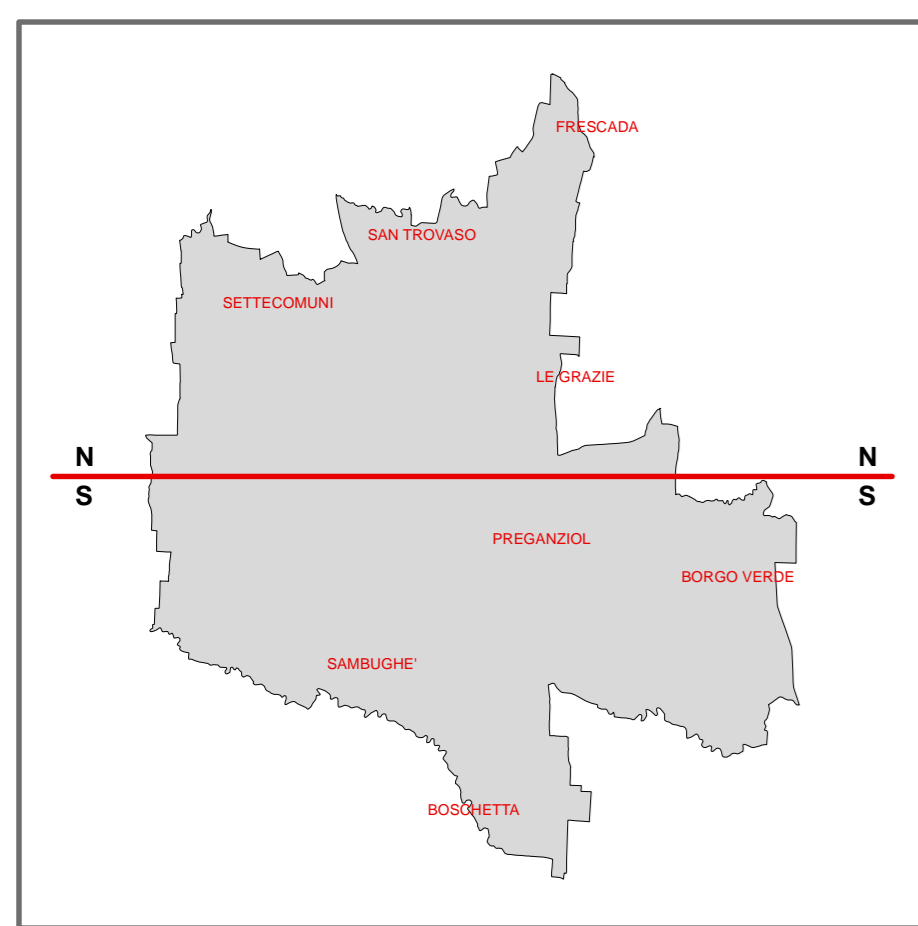 FRESCADA
SAN TROVASO
SETTECOMUNI
LE GRAZIE
N N
S S
PREGANZIOL
BORGO VERDE
SAMBUGHE'
BOSCHETTA